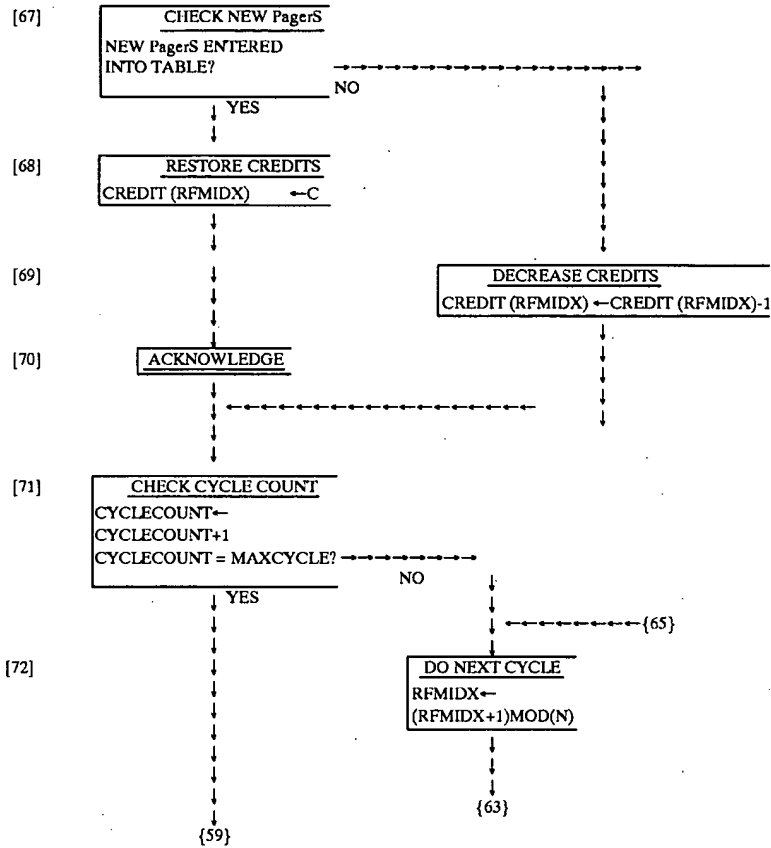 [67] CHECK NEW PagerS
NEW PagerS ENTERED
INTO TABLE?
NO
YES
[68] RESTORE CREDITS
CREDIT (RFMIDX) ←C
[69] DECREASE CREDITS
CREDIT (RFMIDX) ←CREDIT (RFMIDX)-1
[70] ACKNOWLEDGE
[71] CHECK CYCLE COUNT
CYCLECOUNT←
CYCLECOUNT+1
CYCLECOUNT = MAXCYCLE?
NO
YES
{65}
[72] DO NEXT CYCLE
RFMIDX←
(RFMIDX+1)MOD(N)
{63}
{59}